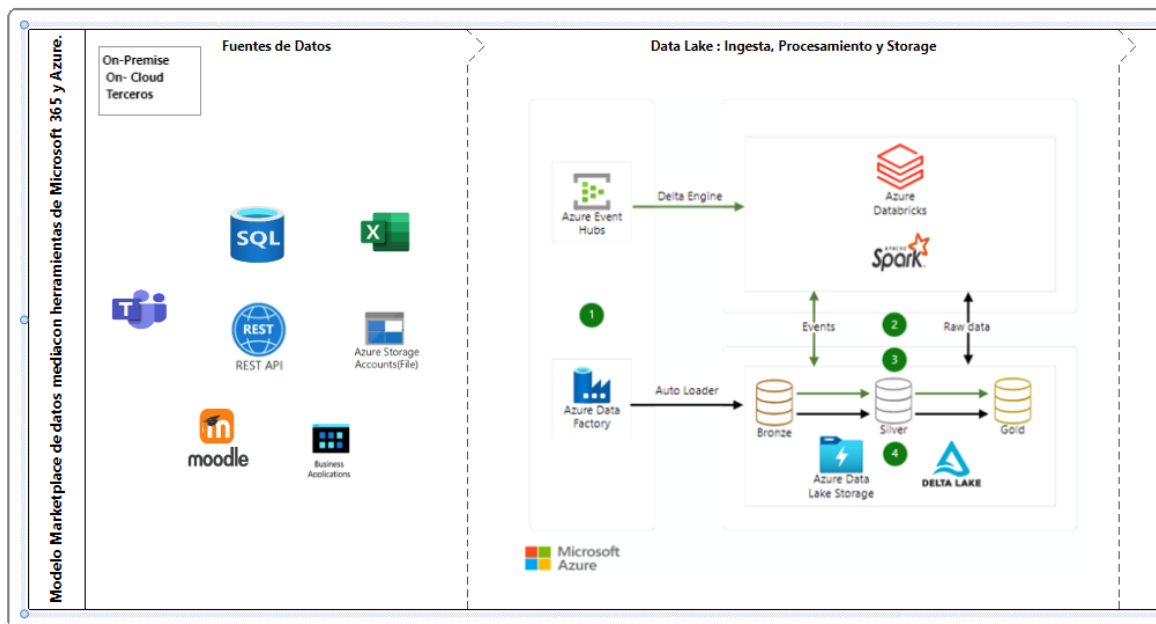 Modelo Marketplace de datos mediacon herramientas de Microsoft 365 y Azure.
Fuentes de Datos
On-Premise
On- Cloud
Terceros
SQL
X
T
REST
REST API
Azure Storage
Accounts(File)
moodle
Business
Applications
Data Lake : Ingesta, Procesamiento y Storage
Azure Event
Hubs
Delta Engine
Azure
Databricks
APACHE
Spark
1
Events
2
Raw data
3
Azure Data
Factory
Auto Loader
Bronze
Silver
Gold
4
Azure Data
Lake Storage
DELTA LAKE
Microsoft
Azure